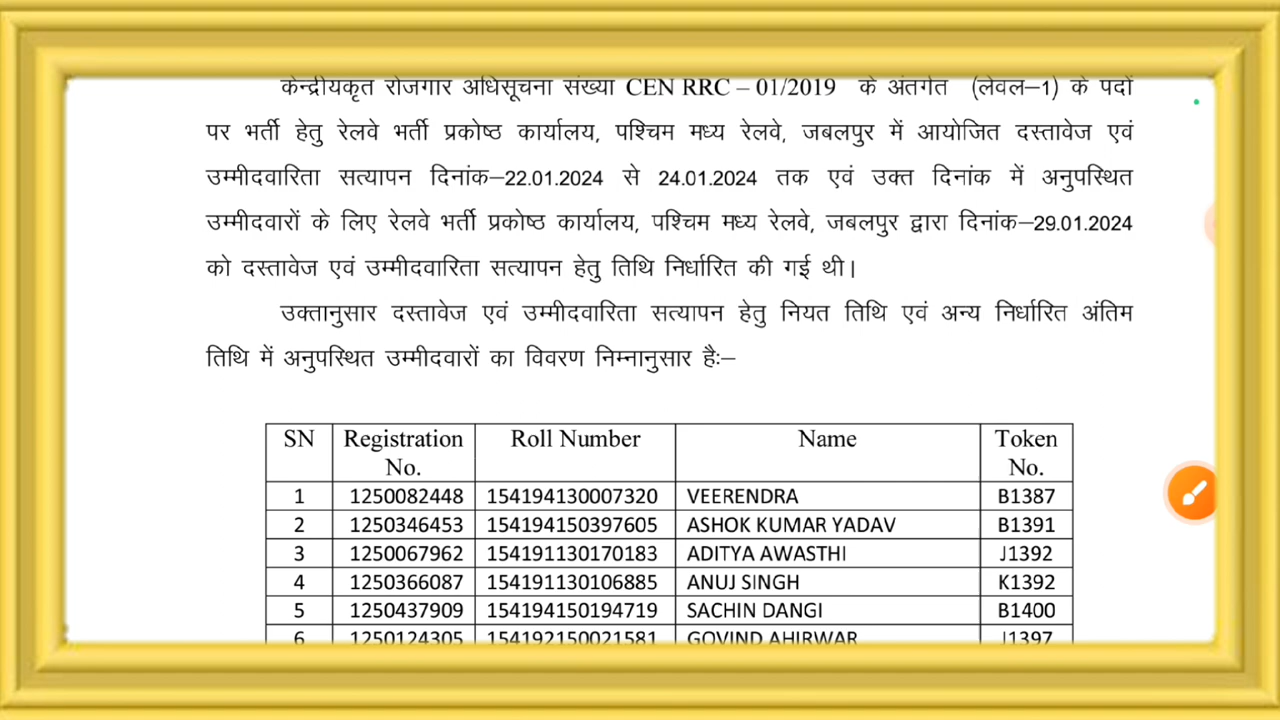 केन्द्रीयकृत रोजगार अधिसूचना संख्या CEN RRC – 01/2019 के अंतर्गत (लेवल–1) के पदों
पर भर्ती हेतु रेलवे भर्ती प्रकोष्ठ कार्यालय, पश्चिम मध्य रेलवे, जबलपुर में आयोजित दस्तावेज एवं
उम्मीदवारिता सत्यापन दिनांक–22.01.2024 से 24.01.2024 तक एवं उक्त दिनांक में अनुपस्थित
उम्मीदवारों के लिए रेलवे भर्ती प्रकोष्ठ कार्यालय, पश्चिम मध्य रेलवे, जबलपुर द्वारा दिनांक–29.01.2024
को दस्तावेज एवं उम्मीदवारिता सत्यापन हेतु तिथि निर्धारित की गई थी।
उक्तानुसार दस्तावेज एवं उम्मीदवारिता सत्यापन हेतु नियत तिथि एवं अन्य निर्धारित अंतिम
तिथि में अनुपस्थित उम्मीदवारों का विवरण निम्नानुसार हैः–
SN Registration No. Roll Number Name Token No.
1 1250082448 154194130007320 VEERENDRA B1387
2 1250346453 154194150397605 ASHOK KUMAR YADAV B1391
3 1250067962 154191130170183 ADITYA AWASTHI J1392
4 1250366087 154191130106885 ANUJ SINGH K1392
5 1250437909 154194150194719 SACHIN DANGI B1400
6 1250124305 154192150021581 GOVIND AHIRWAR J1397